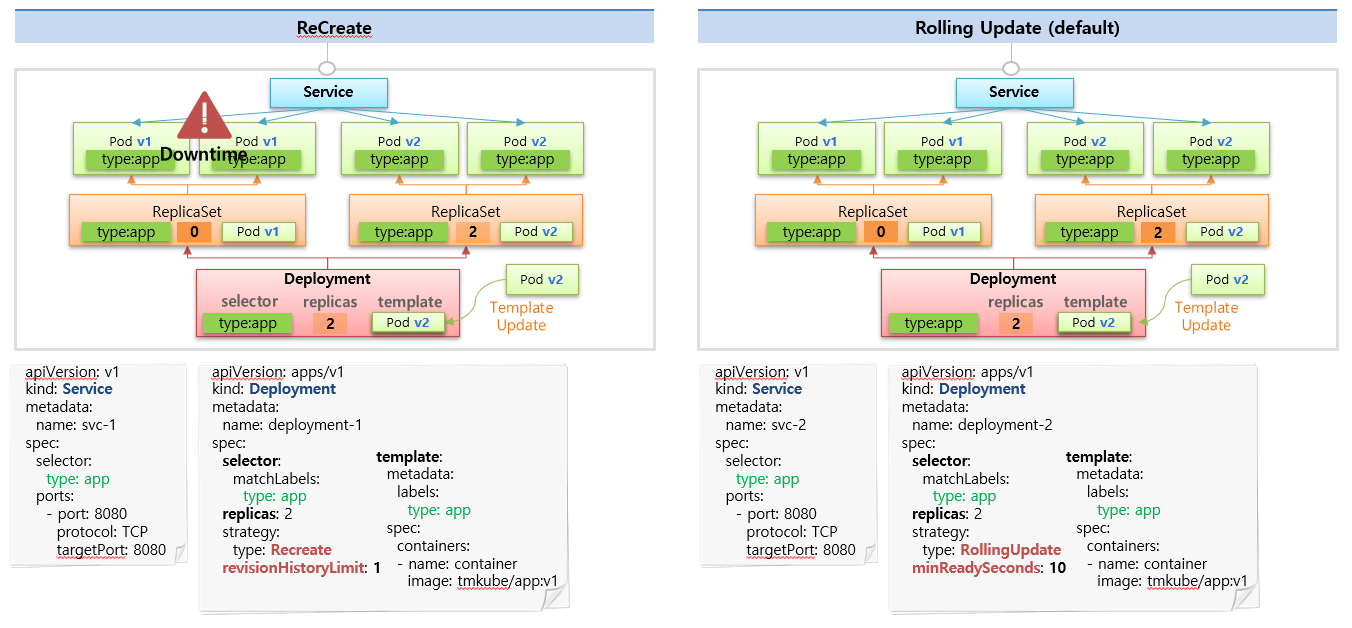 ReCreate
Service
Pod v1
type:app
Pod v1
type:app
Downtime
Pod v2
type:app
Pod v2
type:app
ReplicaSet
type:app 0 Pod v1
ReplicaSet
type:app 2 Pod v2
Deployment
selector replicas template
type:app 2 Pod v2
Pod v2
Template
Update
apiVersion: v1
kind: Service
metadata:
name: svc-1
spec:
selector:
type: app
ports:
- port: 8080
protocol: TCP
targetPort: 8080
apiVersion: apps/v1
kind: Deployment
metadata:
name: deployment-1
spec:
selector:
matchLabels:
type: app
replicas: 2
strategy:
type: Recreate
revisionHistoryLimit: 1
template:
metadata:
labels:
type: app
spec:
containers:
- name: container
image: tmkube/app:v1
Rolling Update (default)
Service
Pod v1
type:app
Pod v1
type:app
Pod v2
type:app
Pod v2
type:app
ReplicaSet
type:app 0 Pod v1
ReplicaSet
type:app 2 Pod v2
Deployment
replicas template
type:app 2 Pod v2
Pod v2
Template
Update
apiVersion: v1
kind: Service
metadata:
name: svc-2
spec:
selector:
type: app
ports:
- port: 8080
protocol: TCP
targetPort: 8080
apiVersion: apps/v1
kind: Deployment
metadata:
name: deployment-2
spec:
selector:
matchLabels:
type: app
replicas: 2
strategy:
type: RollingUpdate
minReadySeconds: 10
template:
metadata:
labels:
type: app
spec:
containers:
- name: container
image: tmkube/app:v1